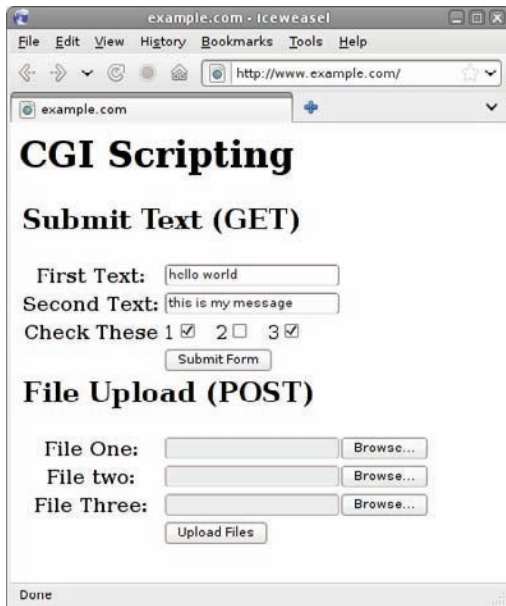 example.com - Iceweasel
File Edit View History Bookmarks Tools Help
http://www.example.com/
example.com
CGI Scripting
Submit Text (GET)
First Text: hello world
Second Text: this is my message
Check These 1 2 3
Submit Form
File Upload (POST)
File One: Browse...
File two: Browse...
File Three: Browse...
Upload Files
Done